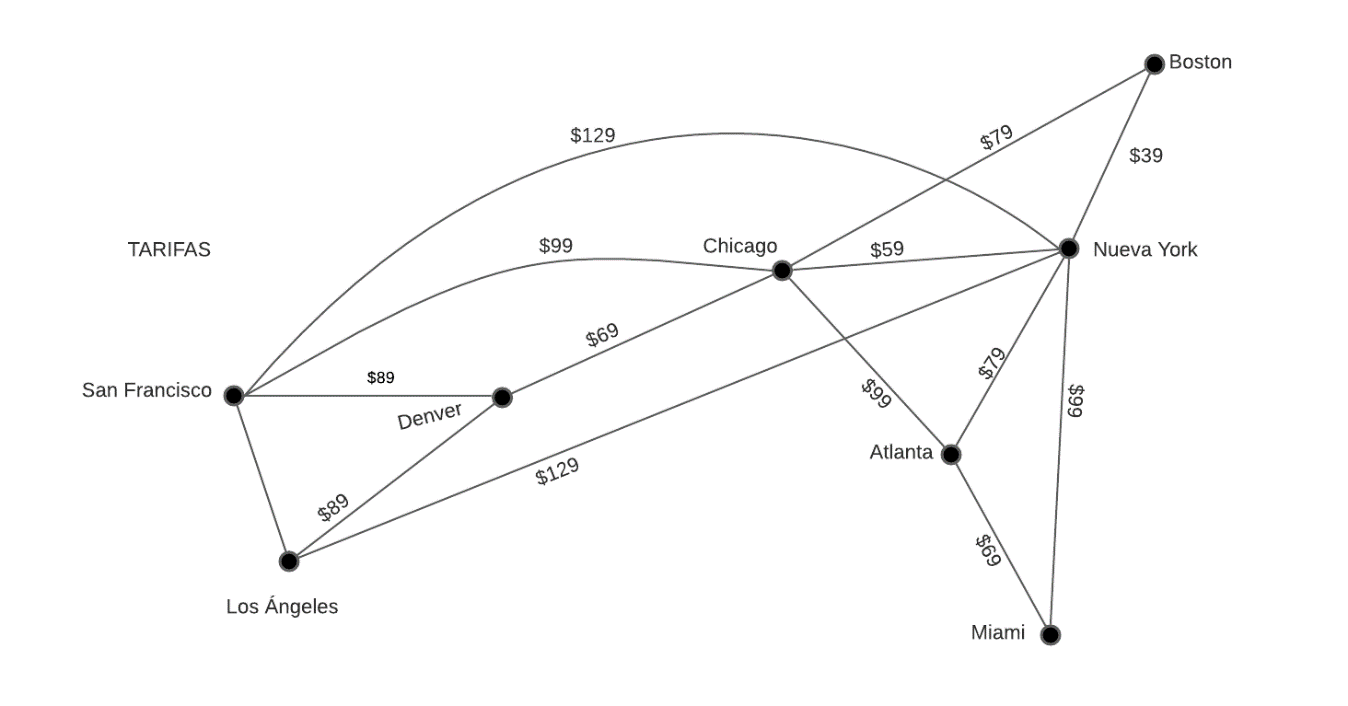 Boston
$129
$79
$39
TARIFAS
$99
Chicago
$59
Nueva York
$69
San Francisco
$89
Denver
$79
$99
$99
Atlanta
$129
$89
$69
Los Ángeles
Miami